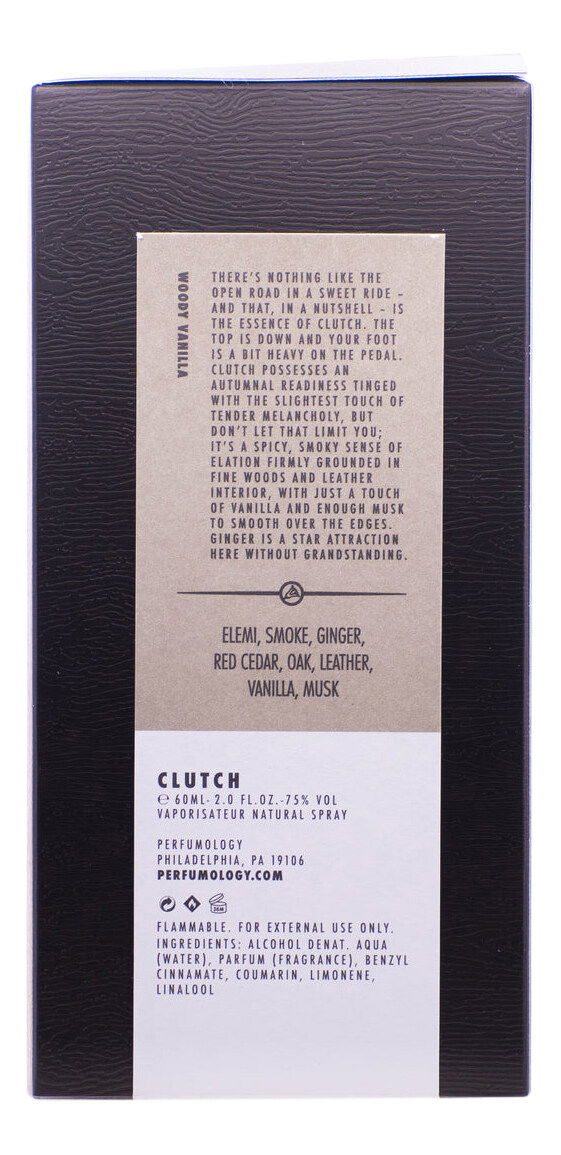 WOODY VANILLA
THERE'S NOTHING LIKE THE
OPEN ROAD IN A SWEET RIDE –
AND THAT, IN A NUTSHELL – IS
THE ESSENCE OF CLUTCH. THE
TOP IS DOWN AND YOUR FOOT
IS A BIT HEAVY ON THE PEDAL.
CLUTCH POSSESSES AN
AUTUMNAL READINESS TINGED
WITH THE SLIGHTEST TOUCH OF
TENDER MELANCHOLY, BUT
DON'T LET THAT LIMIT YOU;
IT'S A SPICY, SMOKY SENSE OF
ELATION FIRMLY GROUNDED IN
FINE WOODS AND LEATHER
INTERIOR, WITH JUST A TOUCH
OF VANILLA AND ENOUGH MUSK
TO SMOOTH OVER THE EDGES.
GINGER IS A STAR ATTRACTION
HERE WITHOUT GRANDSTANDING.
ELEMI, SMOKE, GINGER,
RED CEDAR, OAK, LEATHER,
VANILLA, MUSK
CLUTCH
℮ 60ML- 2.0 FL.OZ.-75% VOL
VAPORISATEUR NATURAL SPRAY
PERFUMOLOGY
PHILADELPHIA, PA 19106
PERFUMOLOGY.COM
36M
FLAMMABLE. FOR EXTERNAL USE ONLY.
INGREDIENTS: ALCOHOL DENAT. AQUA
(WATER), PARFUM (FRAGRANCE), BENZYL
CINNAMATE, COUMARIN, LIMONENE,
LINALOOL